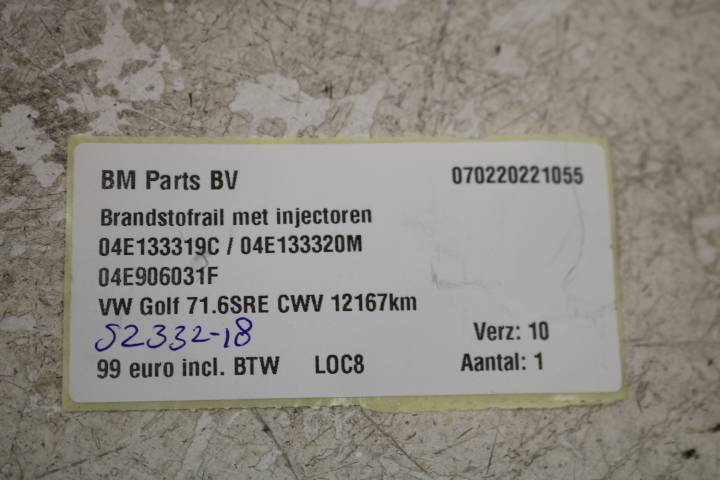 BM Parts BV 070220221055
Brandstofrail met injectoren
04E133319C / 04E133320M
04E906031F
VW Golf 71.6SRE CWV 12167km
52332-18 Verz: 10
99 euro incl. BTW LOC8 Aantal: 1